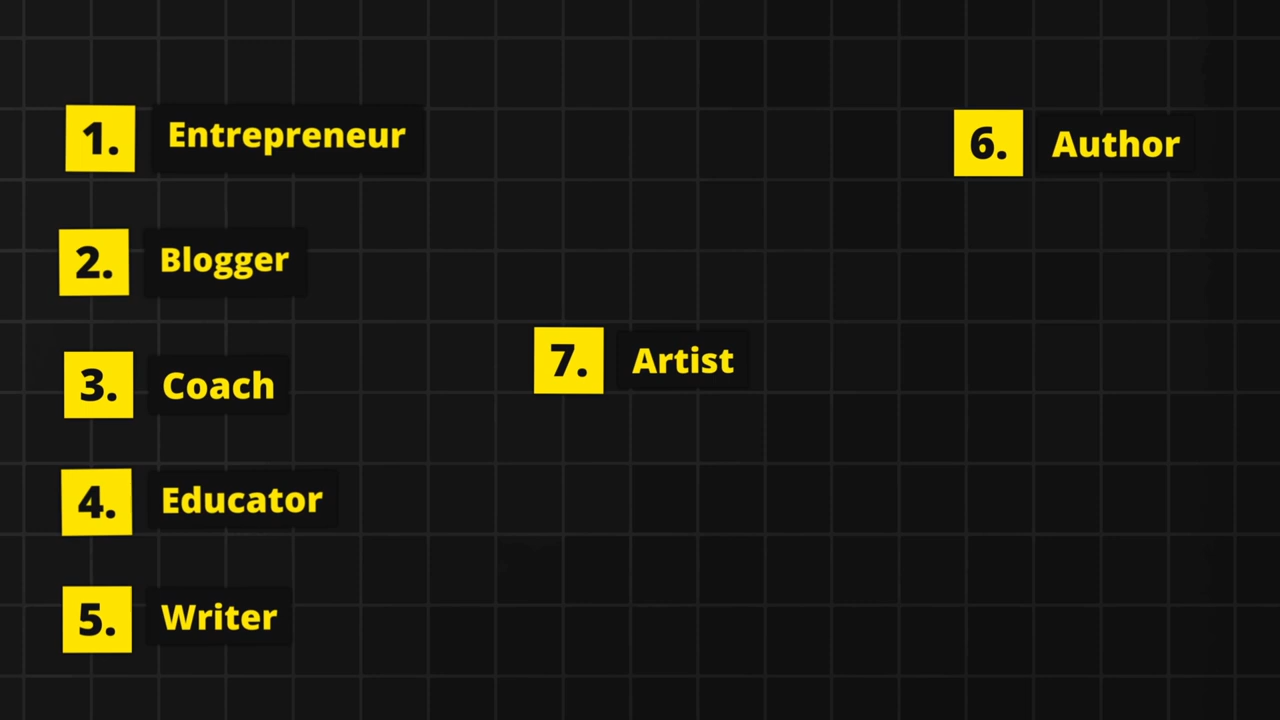 1. Entrepreneur
2. Blogger
3. Coach
4. Educator
5. Writer
6. Author
7. Artist